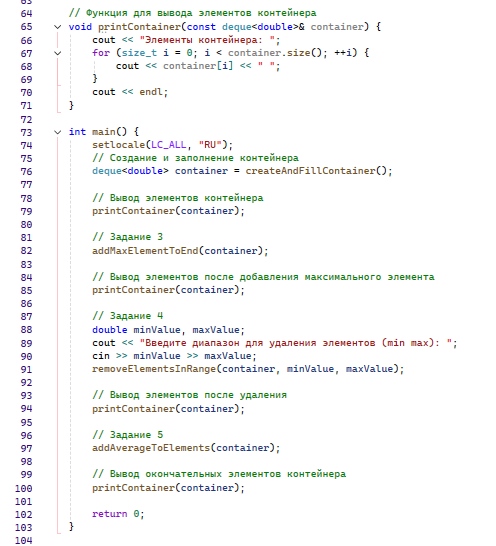 64 // Функция для вывода элементов контейнера
65 void printContainer(const deque<double>& container) {
66 cout << "Элементы контейнера: ";
67 for (size_t i = 0; i < container.size(); ++i) {
68 cout << container[i] << " ";
69 }
70 cout << endl;
71 }
72
73 int main() {
74 setlocale(LC_ALL, "RU");
75 // Создание и заполнение контейнера
76 deque<double> container = createAndFillContainer();
77
78 // Вывод элементов контейнера
79 printContainer(container);
80
81 // Задание 3
82 addMaxElementToEnd(container);
83
84 // Вывод элементов после добавления максимального элемента
85 printContainer(container);
86
87 // Задание 4
88 double minValue, maxValue;
89 cout << "Введите диапазон для удаления элементов (min max): ";
90 cin >> minValue >> maxValue;
91 removeElementsInRange(container, minValue, maxValue);
92
93 // Вывод элементов после удаления
94 printContainer(container);
95
96 // Задание 5
97 addAverageToElements(container);
98
99 // Вывод окончательных элементов контейнера
100 printContainer(container);
101
102 return 0;
103 }
104